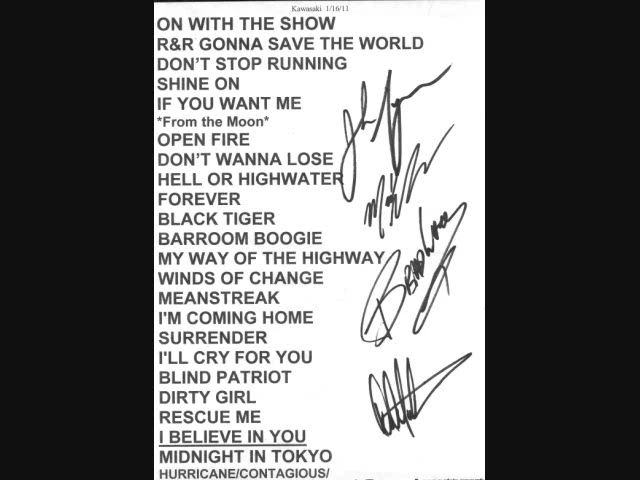 Kawasaki 1/16/11
ON WITH THE SHOW
R&R GONNA SAVE THE WORLD
DON'T STOP RUNNING
SHINE ON
IF YOU WANT ME
*From the Moon*
OPEN FIRE
DON'T WANNA LOSE
HELL OR HIGHWATER
FOREVER
BLACK TIGER
BARROOM BOOGIE
MY WAY OF THE HIGHWAY
WINDS OF CHANGE
MEANSTREAK
I'M COMING HOME
SURRENDER
I'LL CRY FOR YOU
BLIND PATRIOT
DIRTY GIRL
RESCUE ME
I BELIEVE IN YOU
MIDNIGHT IN TOKYO
HURRICANE/CONTAGIOUS/